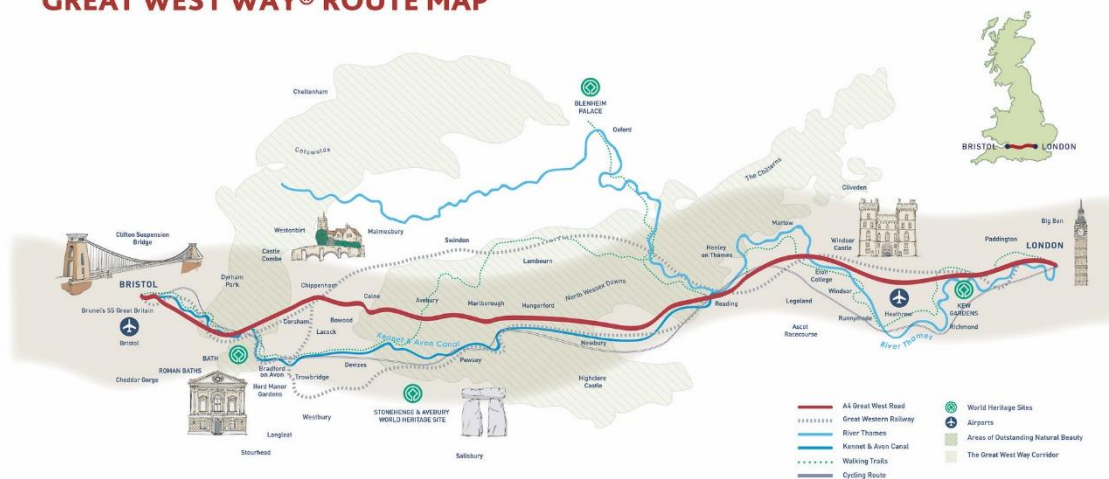 GREAT WEST WAY® ROUTE MAP
Cheltenham
BLENHEIM
PALACE
Oxford
Cotswolds
The Chilterns
BRISTOL
LONDON
Cliveden
Clifton Suspension
Bridge
Westonbirt
Malmesbury
Castle
Combe
Swindon
Lambourn
Marlow
Henley
on Thames
Windsor
Castle
Big Ben
Paddington
LONDON
Dyrham
Park
BRISTOL
Chippenham
Calne
Avebury
Marlborough
Hungerford
North Wessex Downs
Reading
Eton
College
Windsor
Legoland
Heathrow
KEW
GARDENS
Richmond
Runnymede
River Thames
Brunel's SS Great Britain
Bristol
Corsham
Bowood
Lacock
Kennet & Avon Canal
Newbury
Ascot
Racecourse
BATH
ROMAN BATHS
Cheddar Gorge
Bradford
on Avon
Trowbridge
Devizes
Pewsey
Iford Manor
Gardens
Westbury
Highclere
Castle
STONEHENGE & AVEBURY
WORLD HERITAGE SITE
Longleat
Stourhead
Salisbury
A4 Great West Road
Great Western Railway
River Thames
Kennet & Avon Canal
Walking Trails
Cycling Route
World Heritage Sites
Airports
Areas of Outstanding Natural Beauty
The Great West Way Corridor